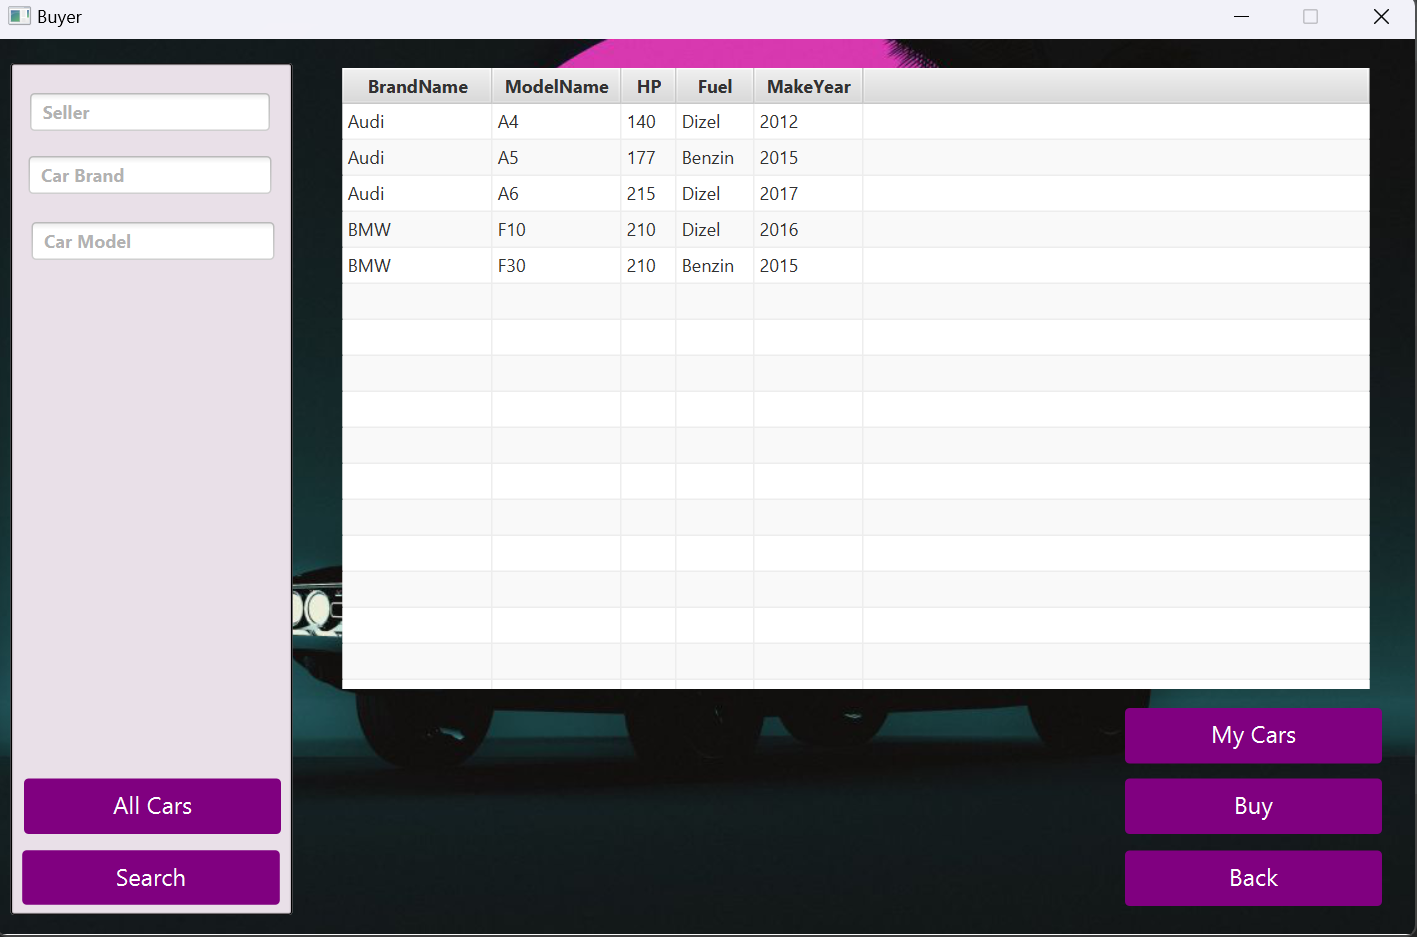 Buyer
Seller
Car Brand
Car Model
All Cars
Search
BrandName ModelName HP Fuel MakeYear
Audi A4 140 Dizel 2012
Audi A5 177 Benzin 2015
Audi A6 215 Dizel 2017
BMW F10 210 Dizel 2016
BMW F30 210 Benzin 2015
My Cars
Buy
Back